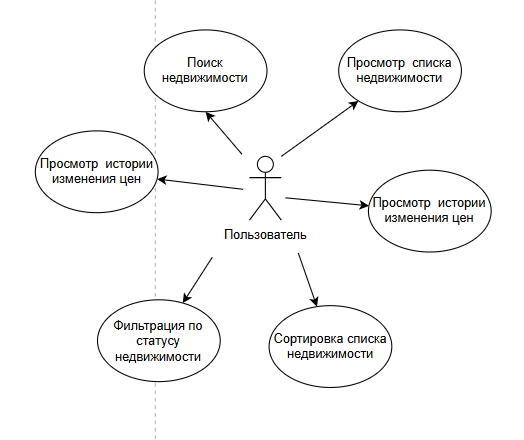 Поиск
недвижимости
Просмотр списка
недвижимости
Просмотр истории
изменения цен
Просмотр истории
изменения цен
Пользователь
Фильтрация по
статусу
недвижимости
Сортировка списка
недвижимости